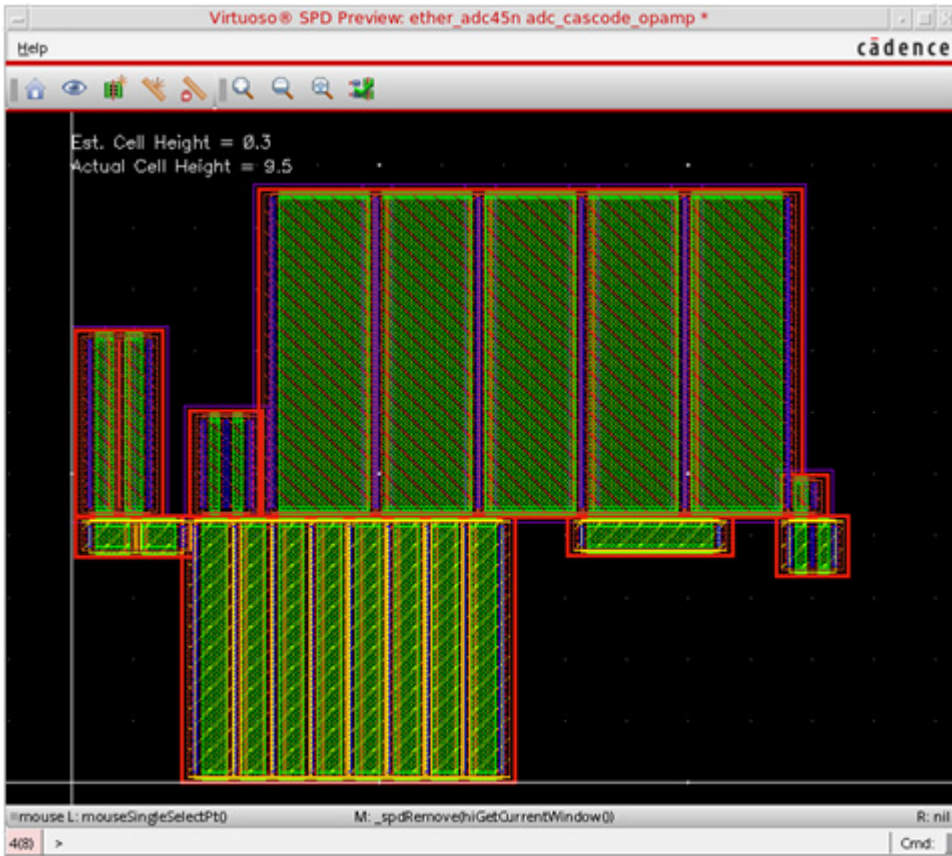 Virtuoso® SPD Preview: ether_adc45n adc_cascode_opamp *
Help
cādence
Est. Cell Height = 0.3
Actual Cell Height = 9.5
mouse L: mouseSingleSelectPt()
M: _spdRemove(hiGetCurrentWindow())
R: nil
4(8)
>
Cmd: